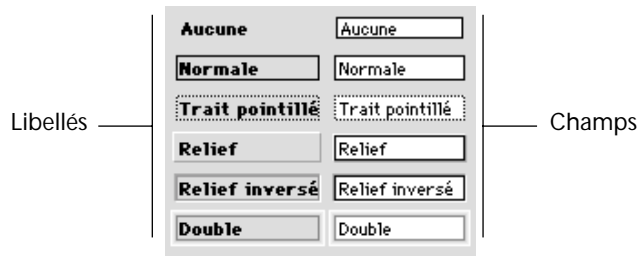 Aucune Aucune
Normale Normale
Trait pointillé Trait pointillé
Libellés Champs
Relief Relief
Relief inversé Relief inversé
Double Double